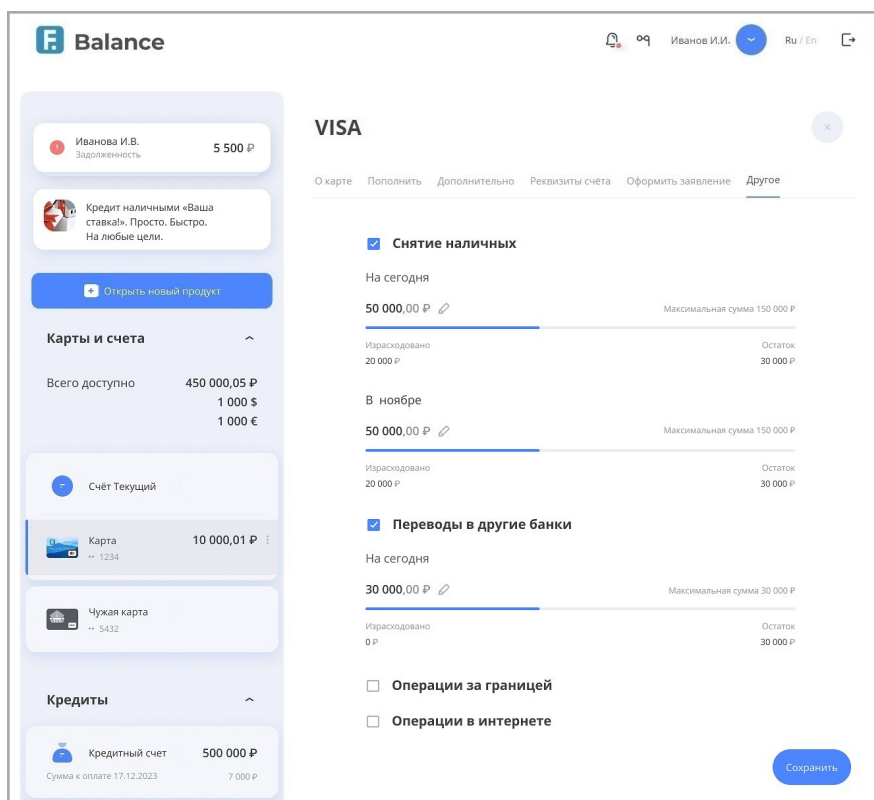 F. Balance
Иванов И.И.
Ru / En
Иванова И.В.
Задолженность
5 500 ₽
Кредит наличными «Ваша
ставка!». Просто. Быстро.
На любые цели.
Открыть новый продукт
Карты и счета
Всего доступно
450 000,05 ₽
1 000 $
1 000 €
Счёт Текущий
Карта
10 000,01 ₽
•• 1234
Чужая карта
•• 5432
Кредиты
Кредитный счет
500 000 ₽
Сумма к оплате 17.12.2023
7 000 ₽
VISA
О карте Пополнить Дополнительно Реквизиты счёта Оформить заявление Другое
Снятие наличных
На сегодня
50 000,00 ₽
Максимальная сумма 150 000 ₽
Израсходовано
Остаток
20 000 ₽
30 000 ₽
В ноябре
50 000,00 ₽
Максимальная сумма 150 000 ₽
Израсходовано
Остаток
20 000 ₽
30 000 ₽
Переводы в другие банки
На сегодня
30 000,00 ₽
Максимальная сумма 30 000 ₽
Израсходовано
Остаток
0 ₽
30 000 ₽
Операции за границей
Операции в интернете
Сохранить